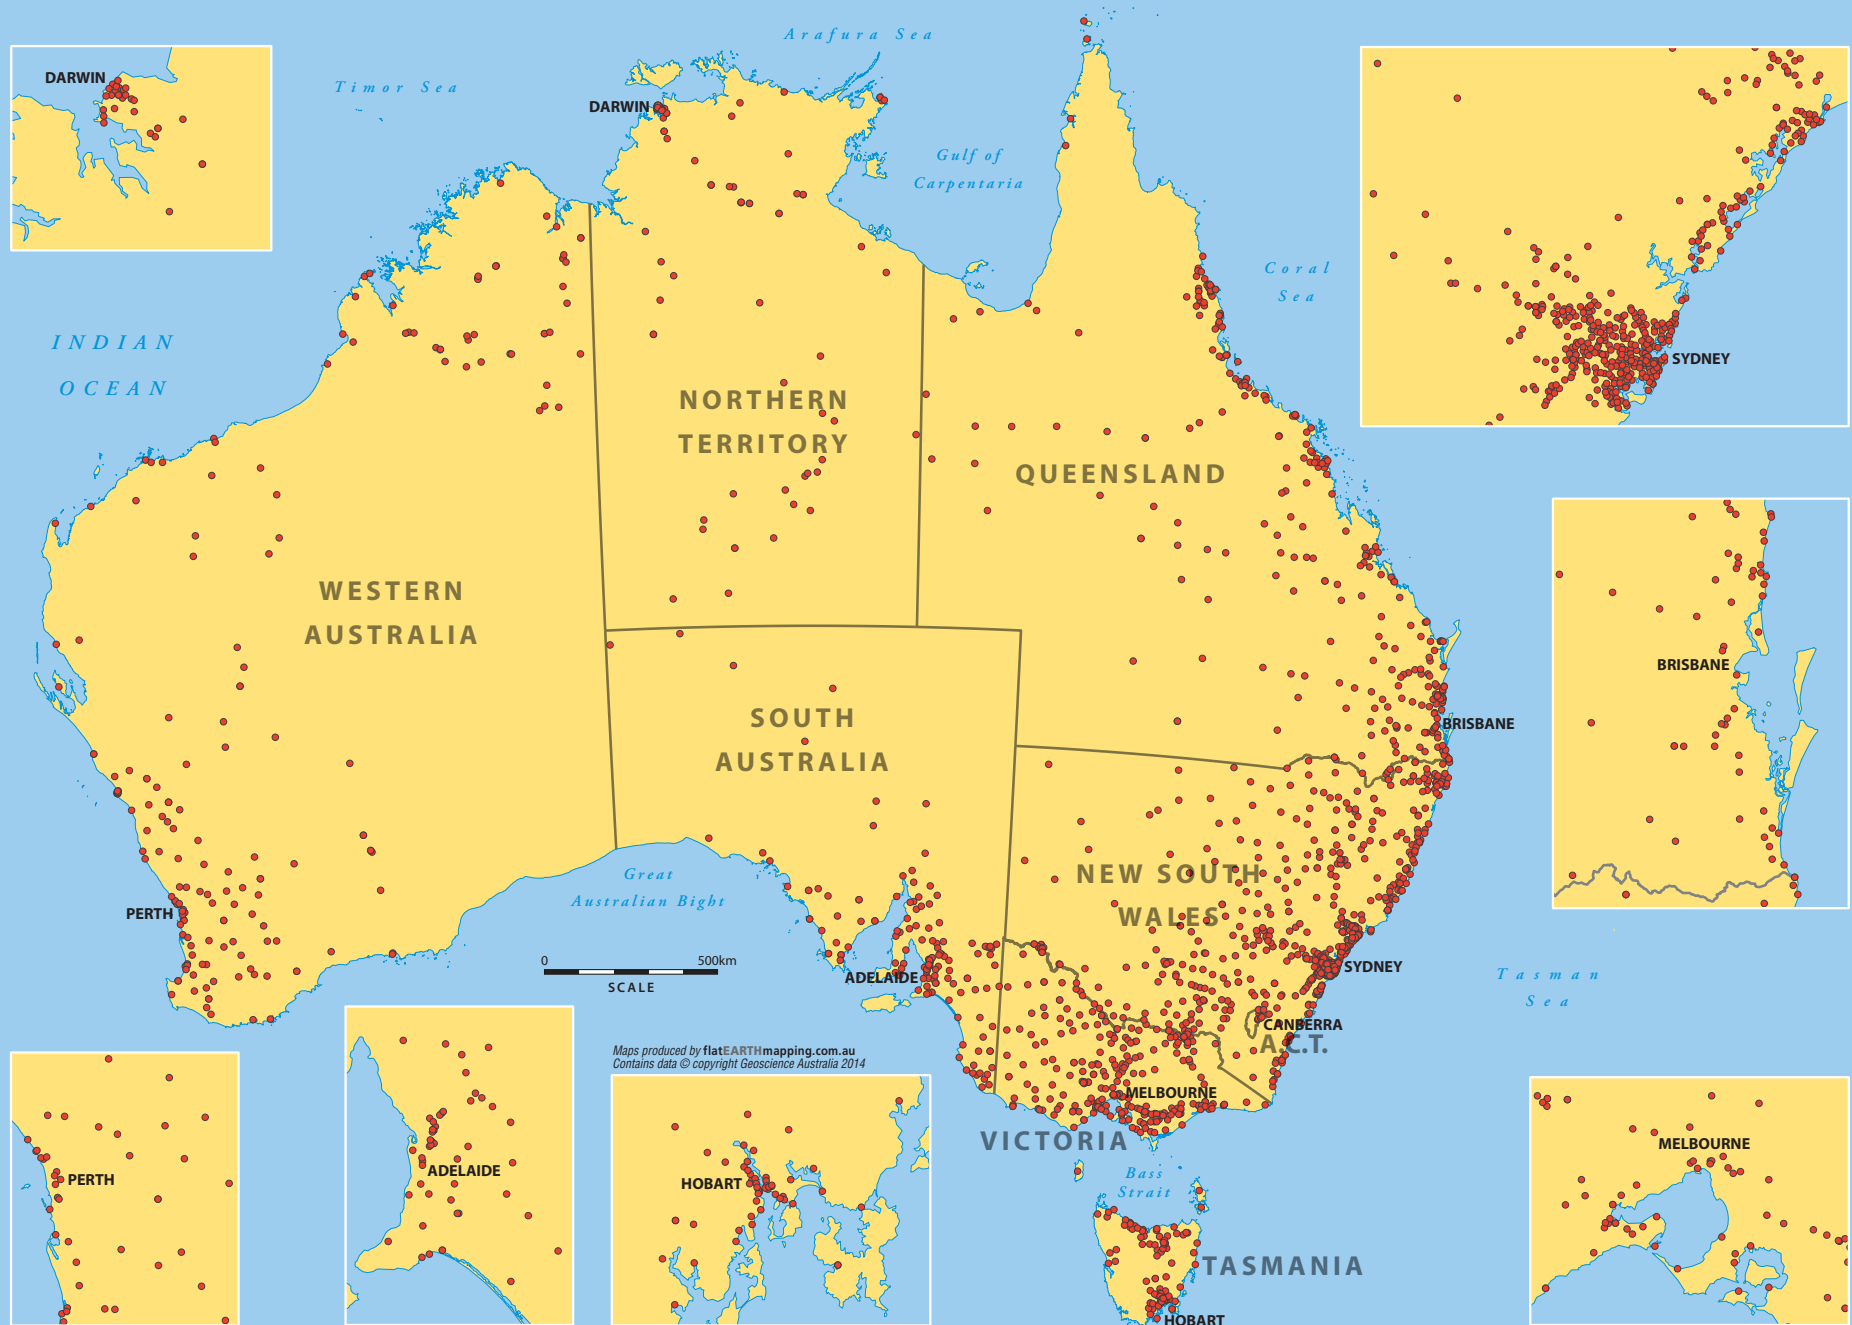 Arafura Sea
DARWIN
Timor Sea
DARWIN
Gulf of
Carpentaria
Coral
Sea
INDIAN
OCEAN
SYDNEY
NORTHERN
TERRITORY
QUEENSLAND
WESTERN
AUSTRALIA
BRISBANE
SOUTH
AUSTRALIA
BRISBANE
NEW SOUTH
WALES
Great
Australian Bight
PERTH
0 500km
SCALE
ADELAIDE
SYDNEY
Tasman
Sea
CANBERRA
A.C.T.
Maps produced by flatEARTHmapping.com.au
Contains data © copyright Geoscience Australia 2014
MELBOURNE
VICTORIA
MELBOURNE
PERTH
ADELAIDE
HOBART
Bass
Strait
TASMANIA
HOBART